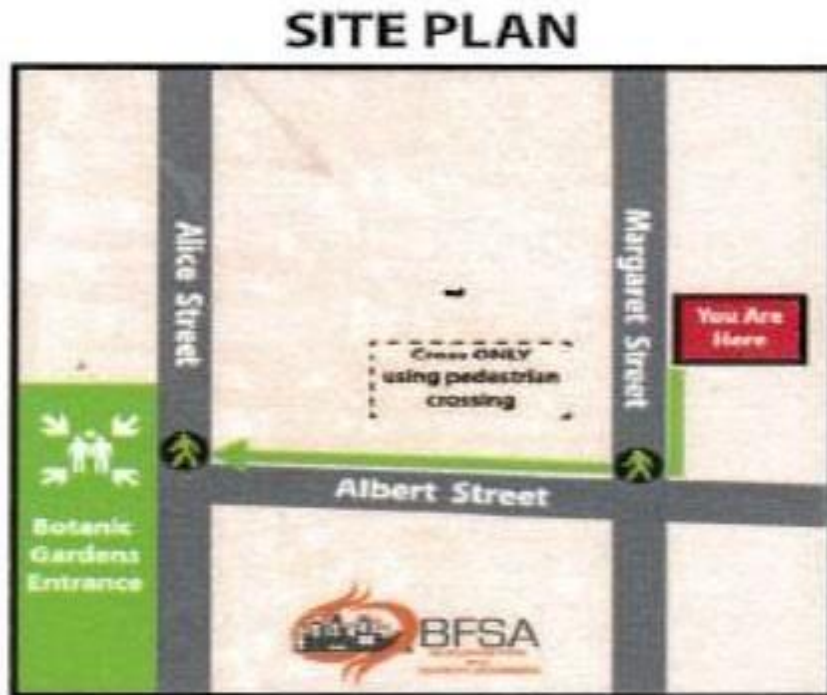 SITE PLAN
Alice Street
Margaret Street
You Are
Here
Cross ONLY
using pedestrian
crossing
Albert Street
Botanic
Gardens
Entrance
BFSA